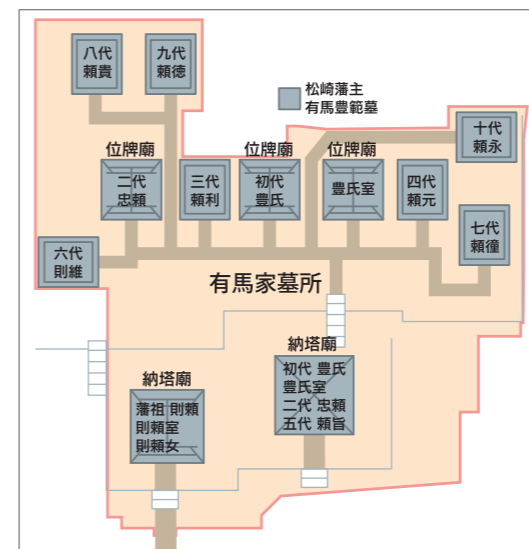 八代
頼貴
九代
頼徳
松崎藩主
有馬豊範墓
十代
頼永
位牌廟
二代
忠頼
三代
頼利
位牌廟
初代
豊氏
位牌廟
豊氏室
四代
頼元
七代
頼徸
六代
則維
有馬家墓所
納塔廟
藩祖 則頼
則頼室
則頼女
納塔廟
初代 豊氏
豊氏室
二代 忠頼
五代 頼旨